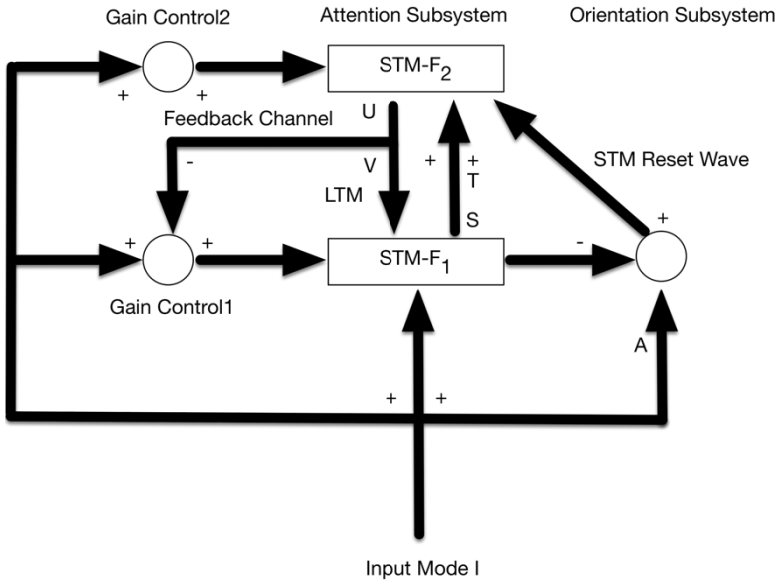 Gain Control2
Attention Subsystem
Orientation Subsystem
STM-F2
+
+
U
Feedback Channel
-
V
+
+
T
STM Reset Wave
LTM
S
+
+
+
STM-F1
-
Gain Control1
A
+
+
Input Mode I